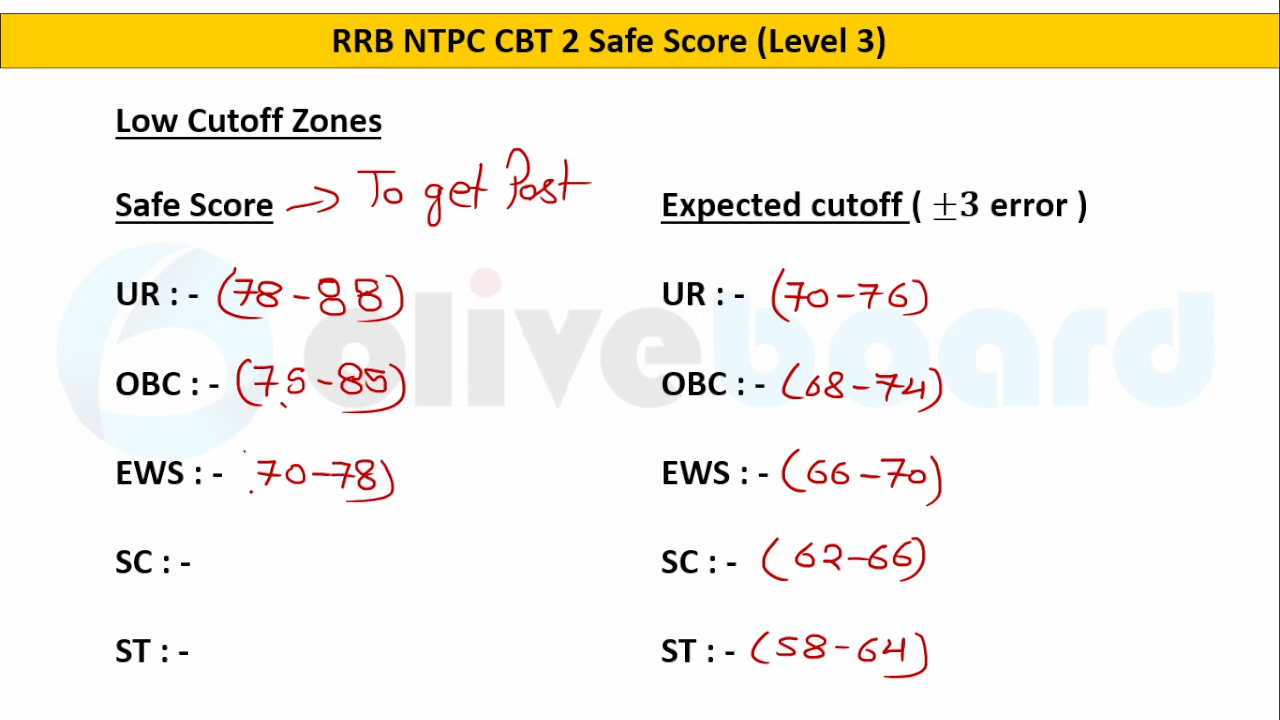 RRB NTPC CBT 2 Safe Score (Level 3)
Low Cutoff Zones
Safe Score → To get Post
UR : - (78-88)
OBC : - (75-85)
EWS : - 70-78)
SC : -
ST : -
Expected cutoff ( ±3 error )
UR : - (70-76)
OBC : - (68-74)
EWS : - (66-70)
SC : - (62-66)
ST : - (58-64)
oliveboard